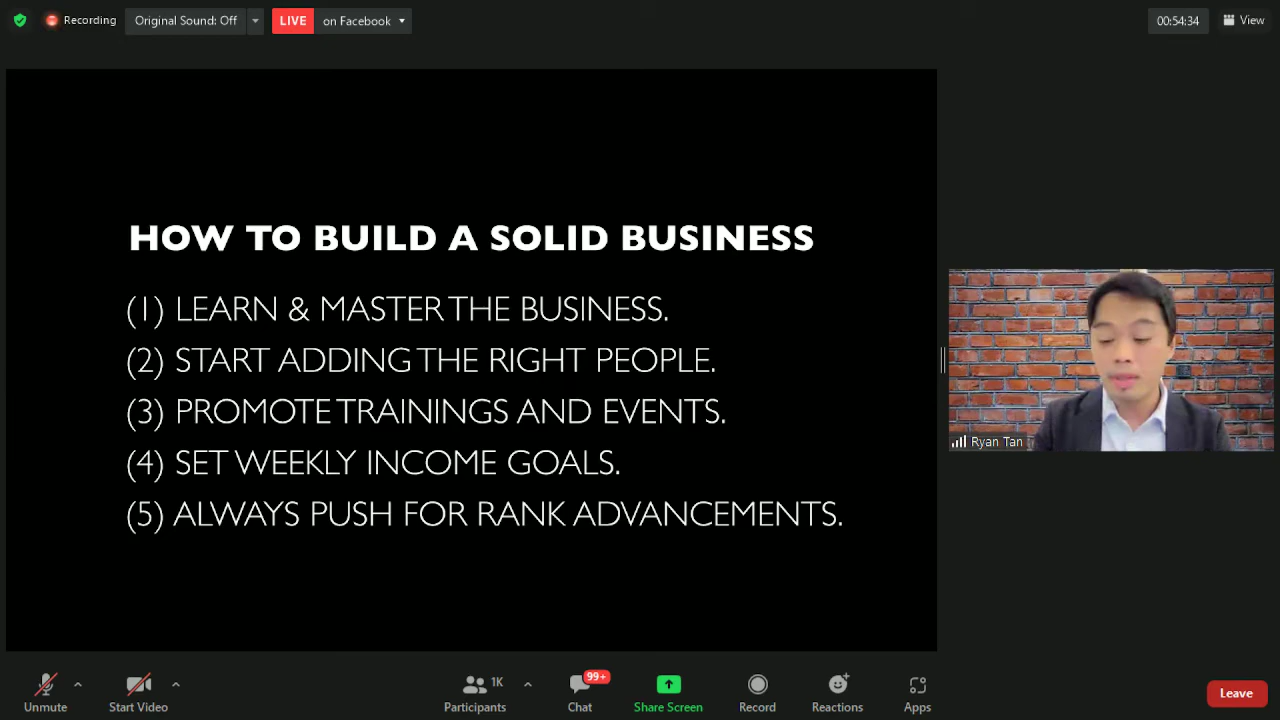 Recording
Original Sound: Off
LIVE on Facebook
00:54:34
View
HOW TO BUILD A SOLID BUSINESS
(1) LEARN & MASTER THE BUSINESS.
(2) START ADDING THE RIGHT PEOPLE.
(3) PROMOTE TRAININGS AND EVENTS.
(4) SET WEEKLY INCOME GOALS.
(5) ALWAYS PUSH FOR RANK ADVANCEMENTS.
Ryan Tan
Unmute
Start Video
1K
Participants
99+
Chat
Share Screen
Record
Reactions
Apps
Leave